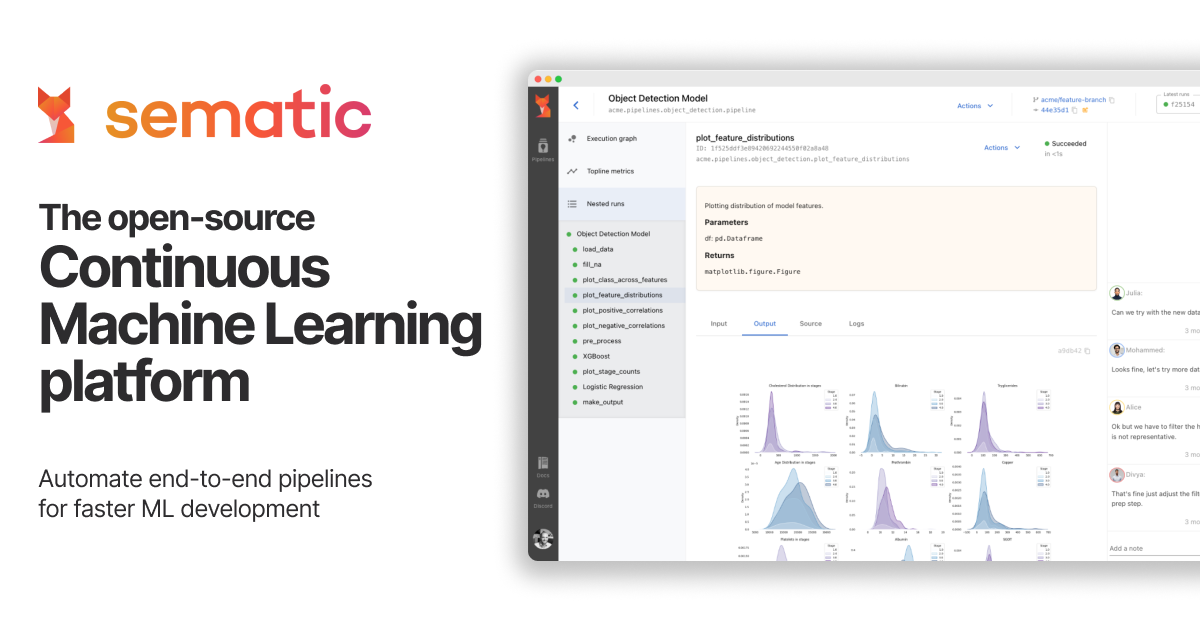 sematic
The open-source
Continuous
Machine Learning
platform
Automate end-to-end pipelines
for faster ML development
Object Detection Model
acme.pipelines.object_detection.pipeline
Actions
acme/feature-branch
44e35d1
Latest runs
f25154
Pipelines
Execution graph
Topline metrics
Nested runs
Object Detection Model
load_data
fill_na
plot_class_across_features
plot_feature_distributions
plot_positive_correlations
plot_negative_correlations
pre_process
XGBoost
plot_stage_counts
Logistic Regression
make_output
Docs
Discord
plot_feature_distributions
acme.pipelines.object_detection.plot_feature_distributions
Actions
Succeeded
in <1s
Plotting distribution of model features.
Parameters
df: pd.Dataframe
Returns
matplotlib.figure.Figure
Input
Output
Source
Logs
a9db42
Cholesterol Distribution in stages
Bilirubin
Tryglicerides
Age Distribution in stages
Prothrombin
Copper
Platelets in stages
Albumin
SGOT
Julia:
Can we try with the new data
3 mo
Mohammed:
Looks fine, let's try more dat
3 mo
Alice
Ok but we have to filter the h
is not representative.
3 mo
Divya:
That's fine just adjust the filt
prep step.
3 mo
Add a note